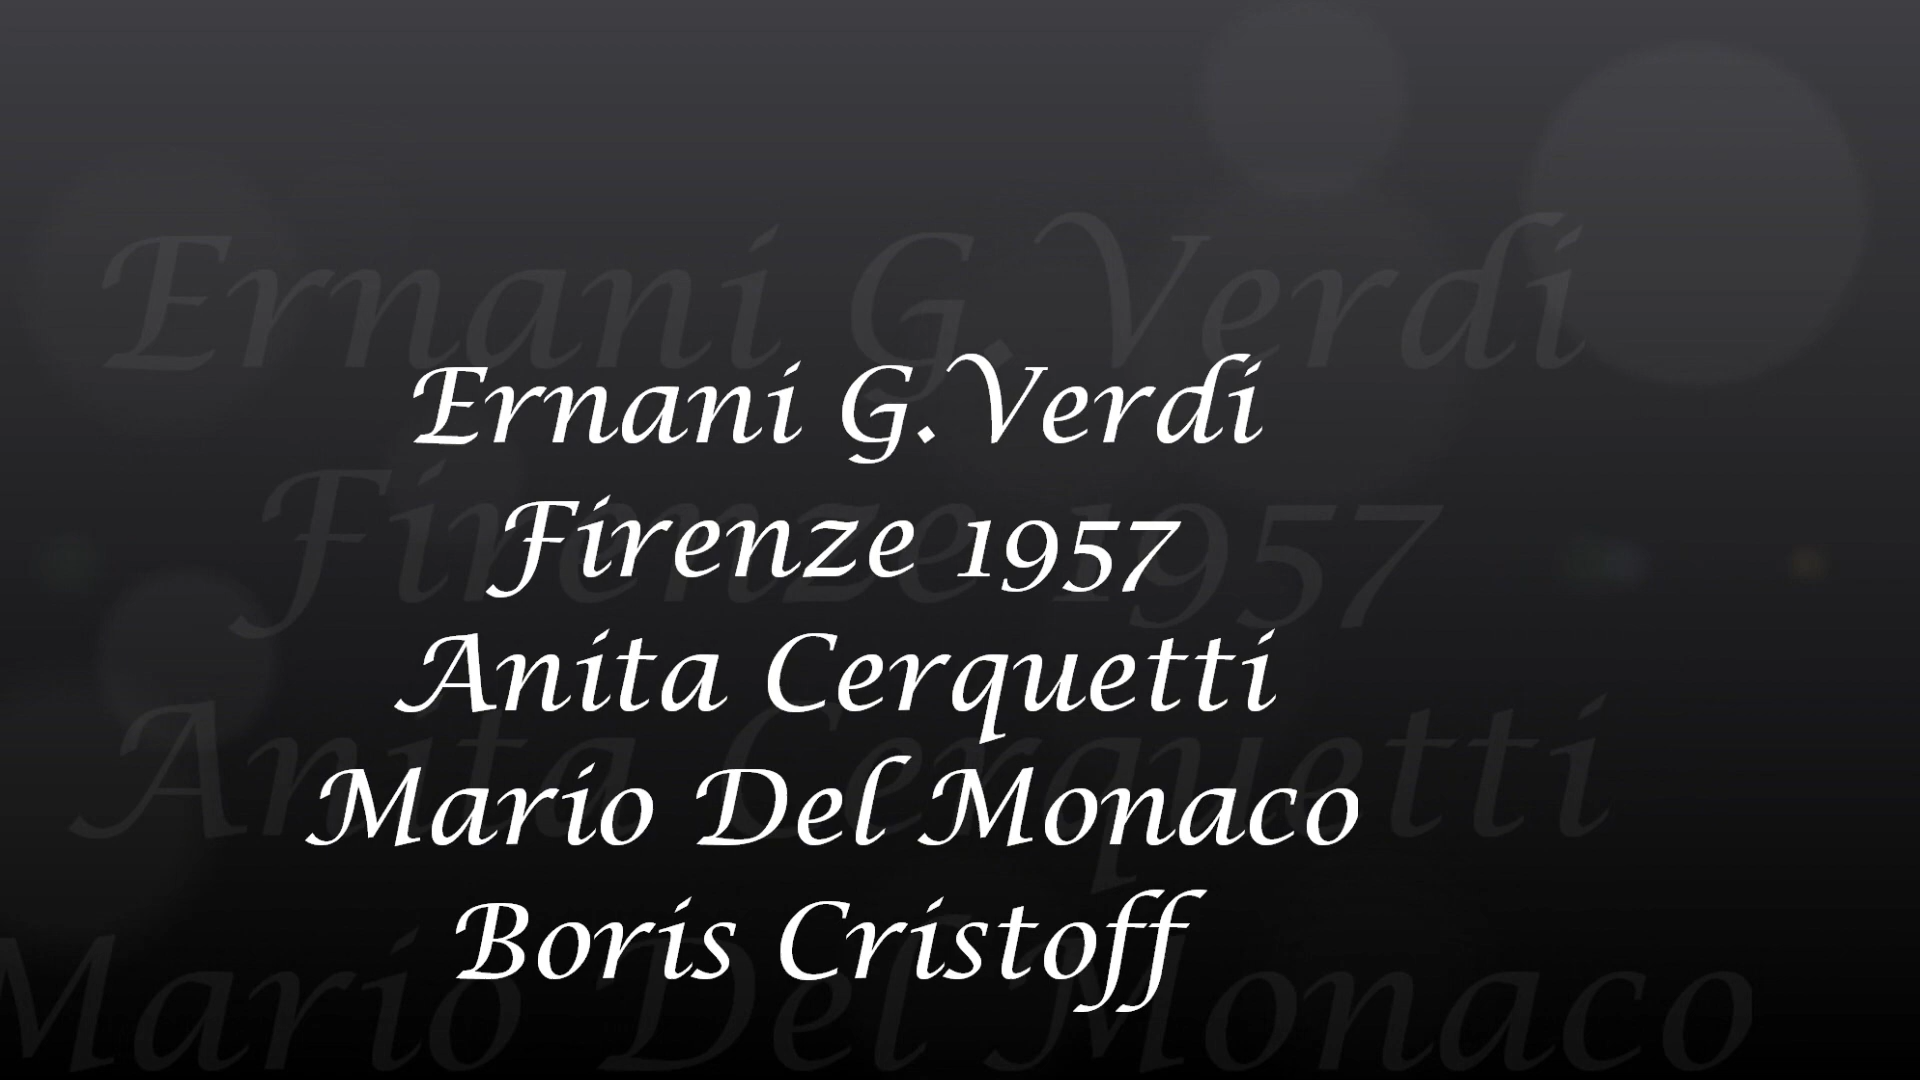 Ernani G.Verdi
Firenze 1957
Anita Cerquetti
Mario Del Monaco
Boris Cristoff